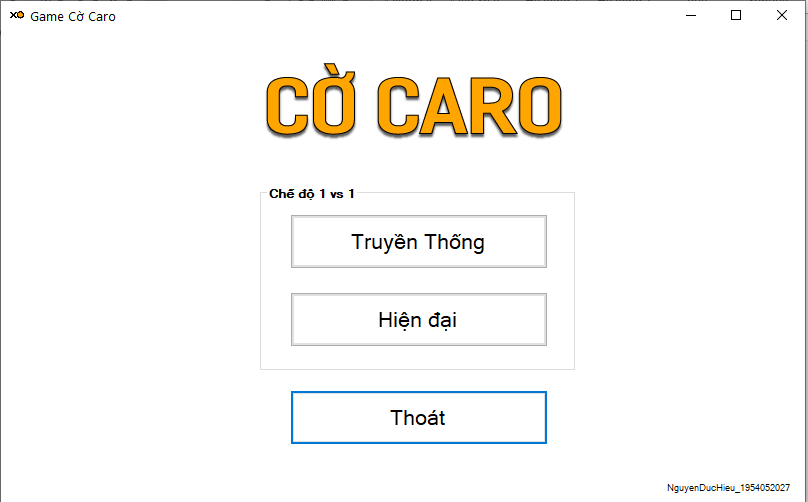 Game Cờ Caro
CỜ CARO
Chế độ 1 vs 1
Truyền Thống
Hiện đại
Thoát
NguyenDucHieu_1954052027